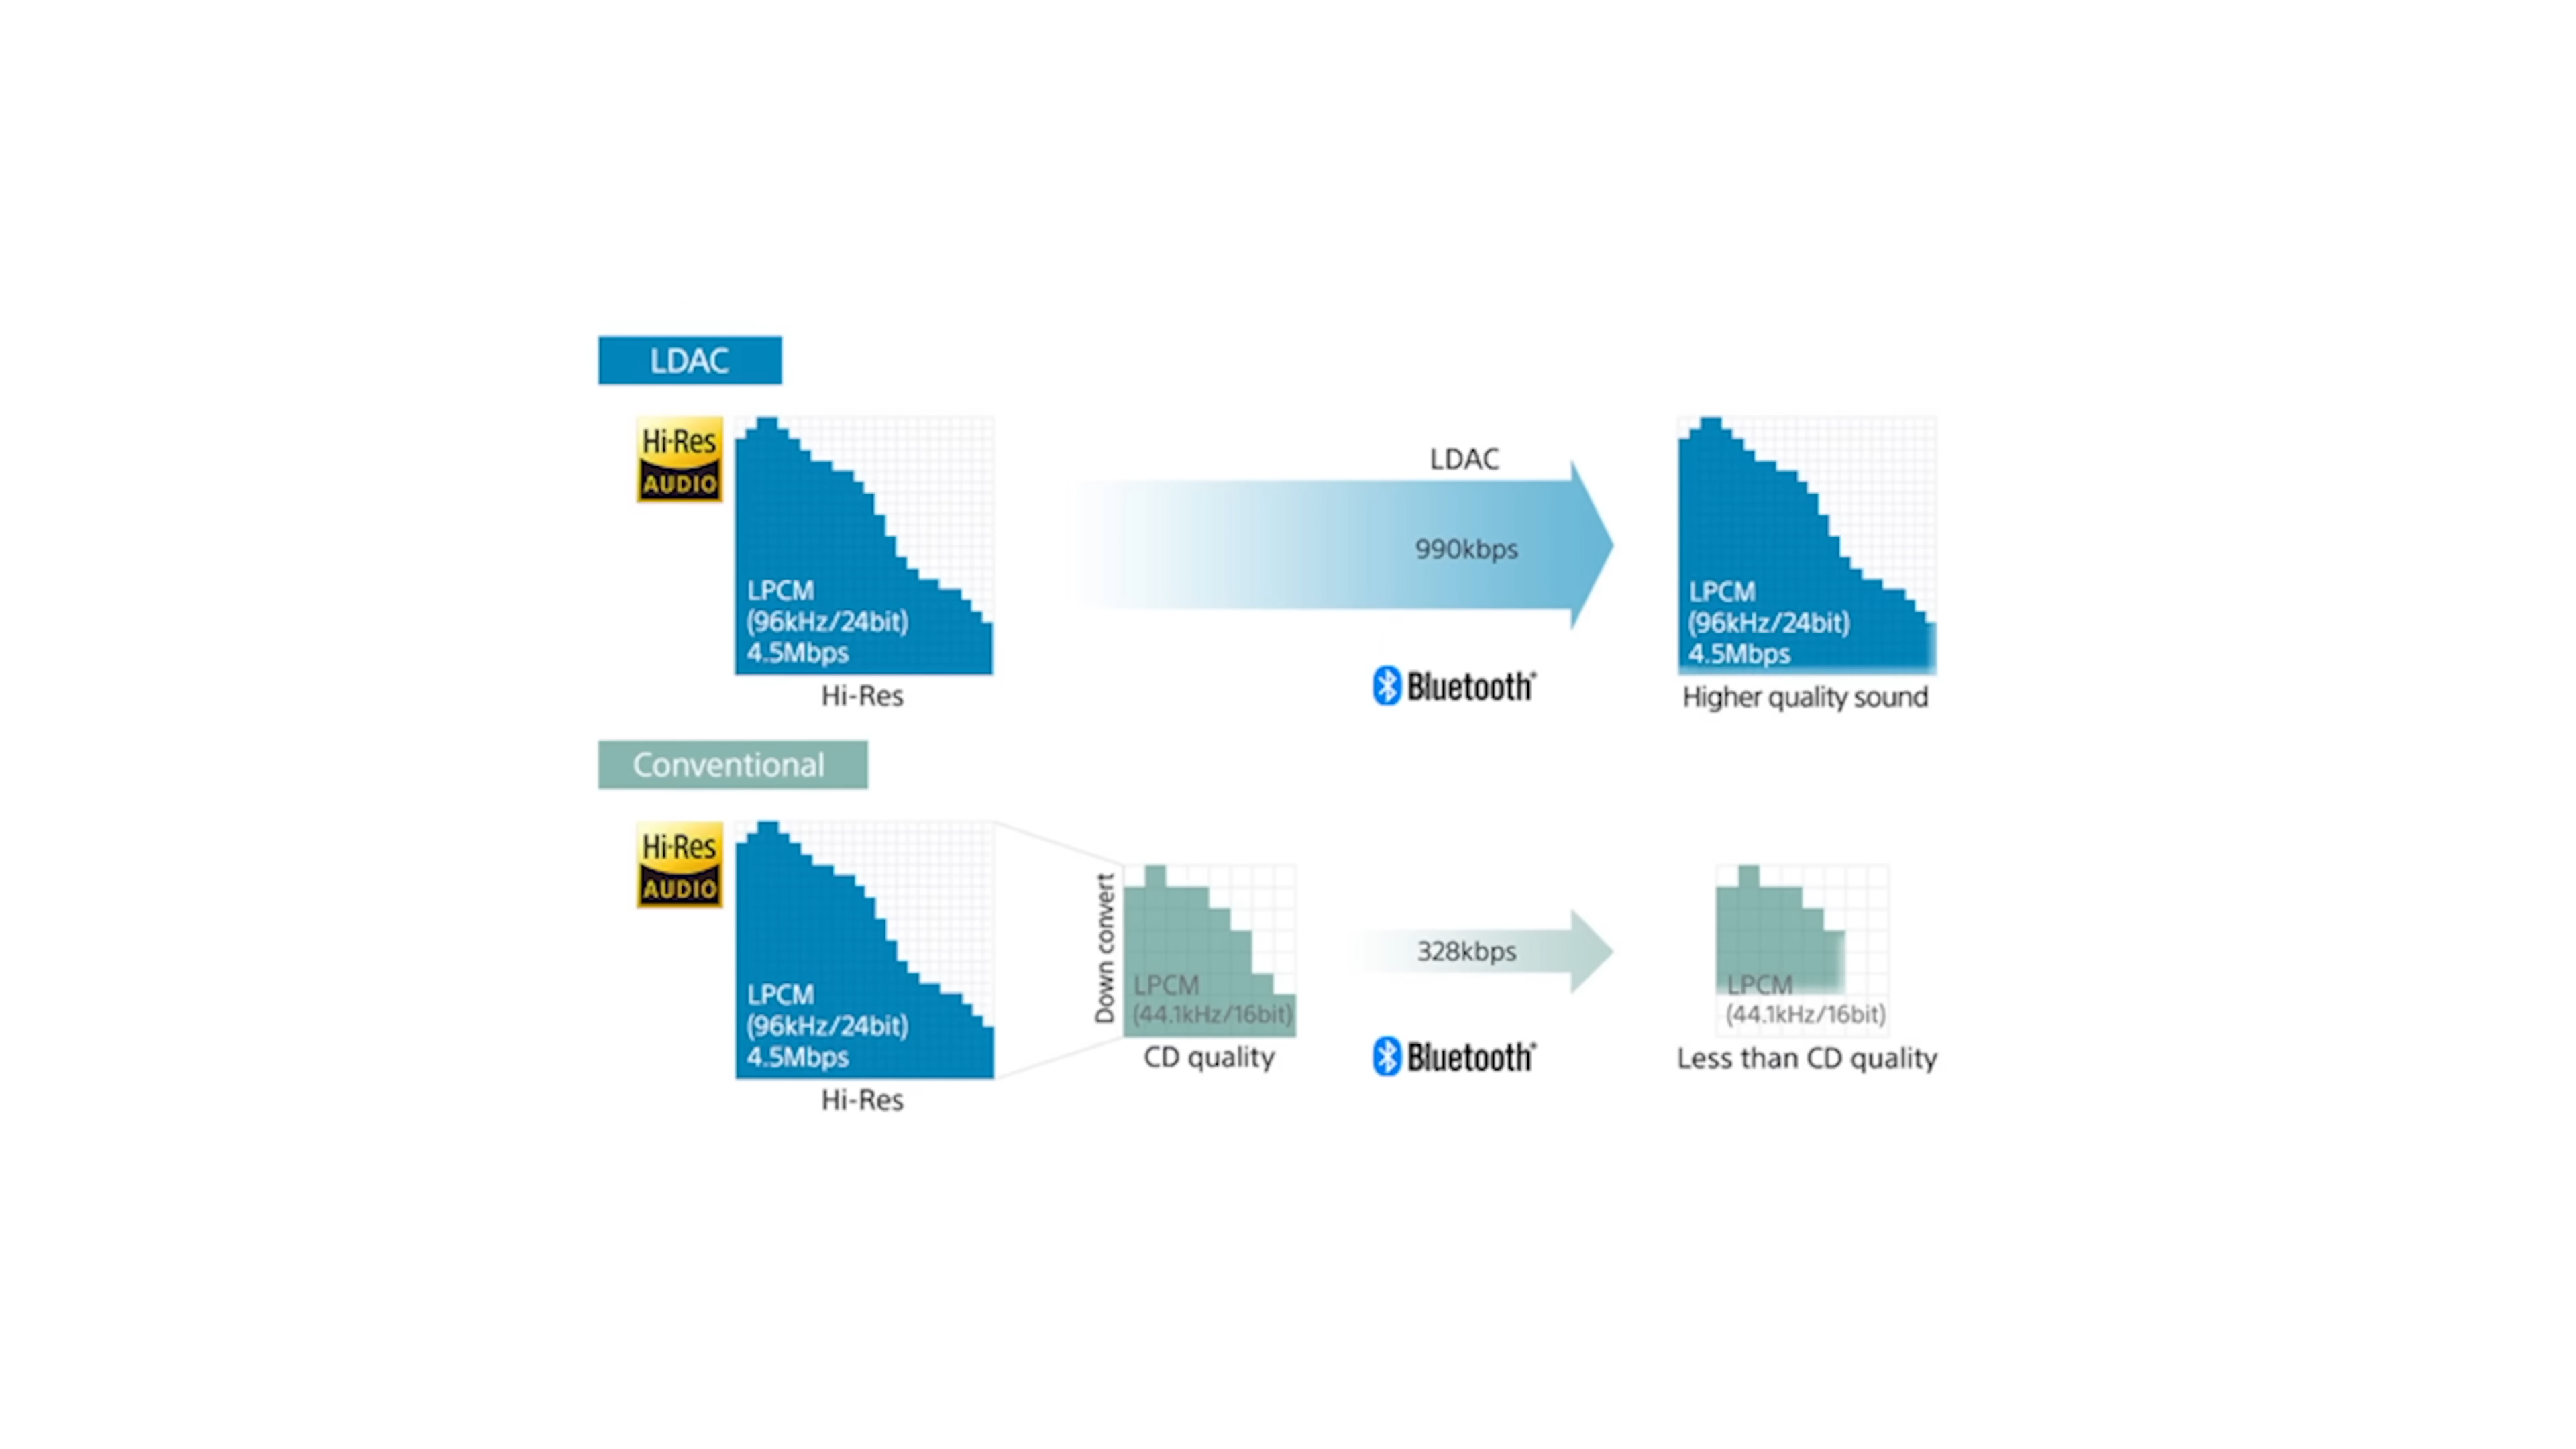 LDAC
Hi-Res
AUDIO
LPCM
(96kHz/24bit)
4.5Mbps
Hi-Res
LDAC
990kbps
Bluetooth®
LPCM
(96kHz/24bit)
4.5Mbps
Higher quality sound
Conventional
Hi-Res
AUDIO
LPCM
(96kHz/24bit)
4.5Mbps
Hi-Res
Down convert
LPCM
(44.1kHz/16bit)
CD quality
328kbps
Bluetooth®
LPCM
(44.1kHz/16bit)
Less than CD quality